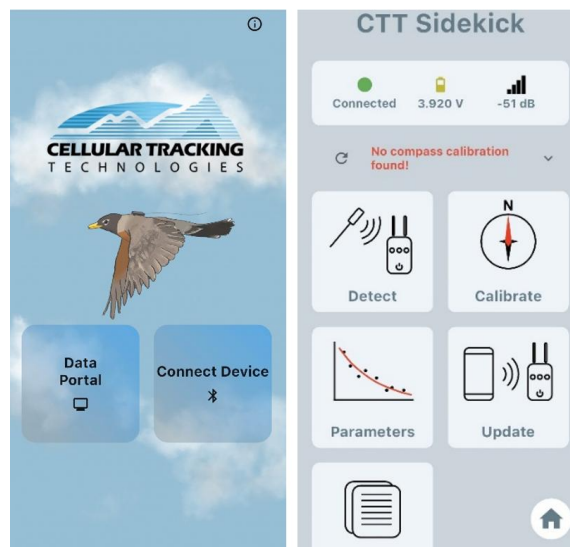 CELLULAR TRACKING
TECHNOLOGIES
Data
Portal
Connect Device
CTT Sidekick
Connected
3.920 V
-51 dB
No compass calibration
found!
N
Detect
Calibrate
Parameters
Update